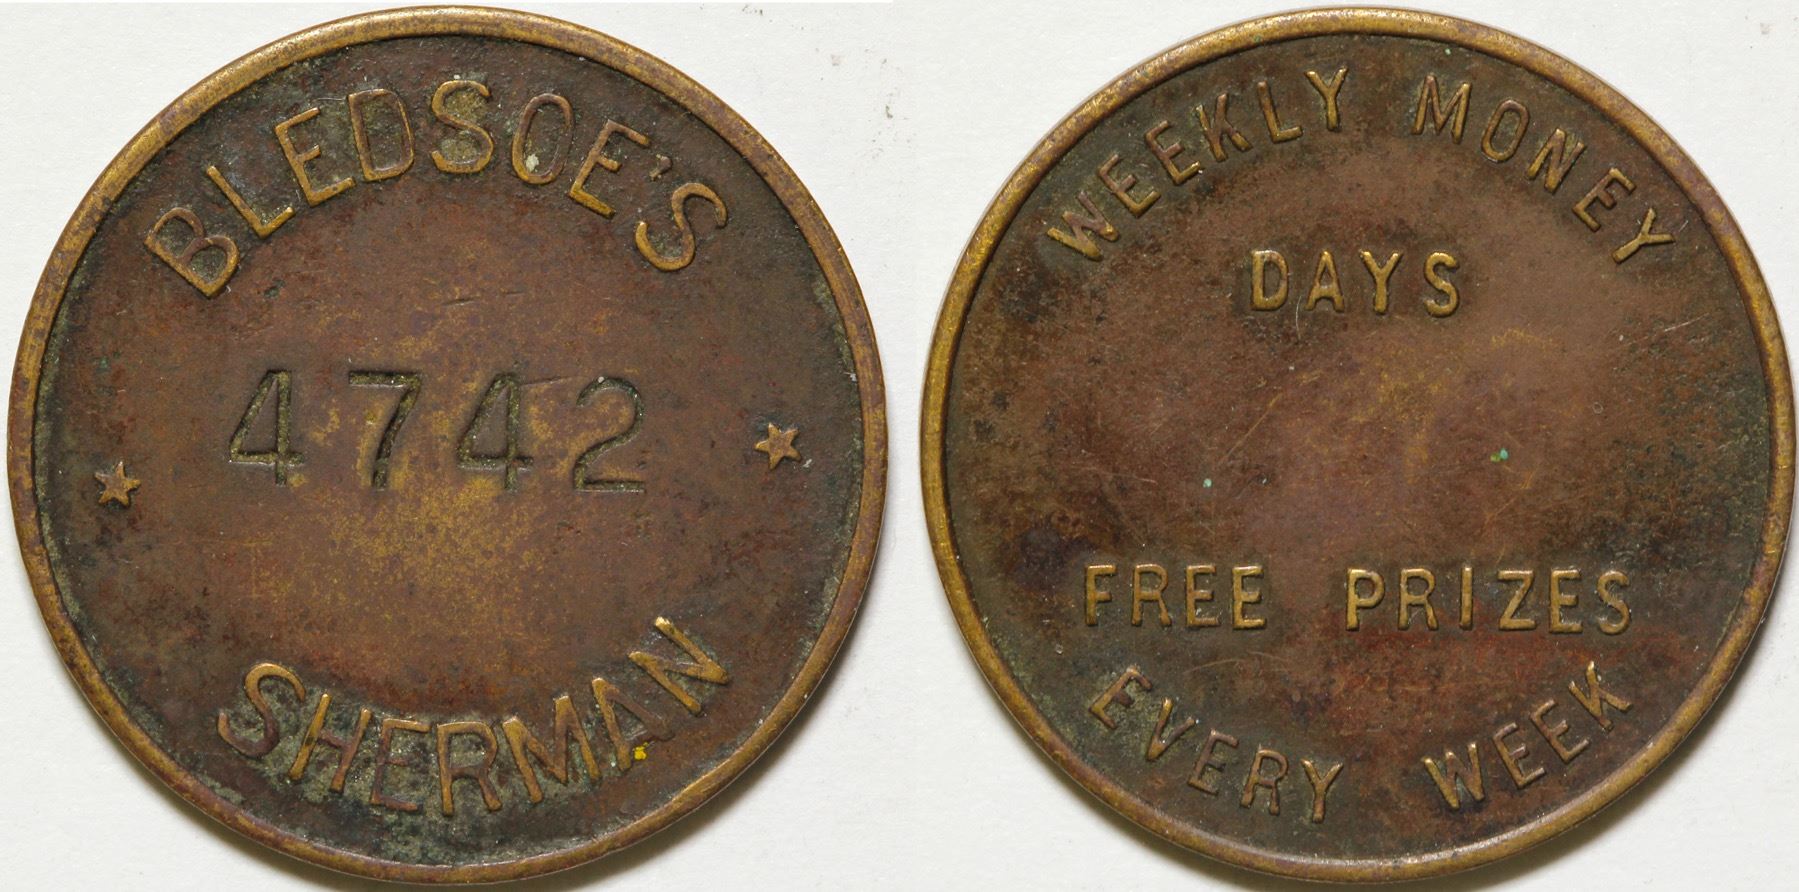 BLEDSOE'S
4742
SHERMAN
WEEKLY MONEY
DAYS
FREE PRIZES
EVERY WEEK